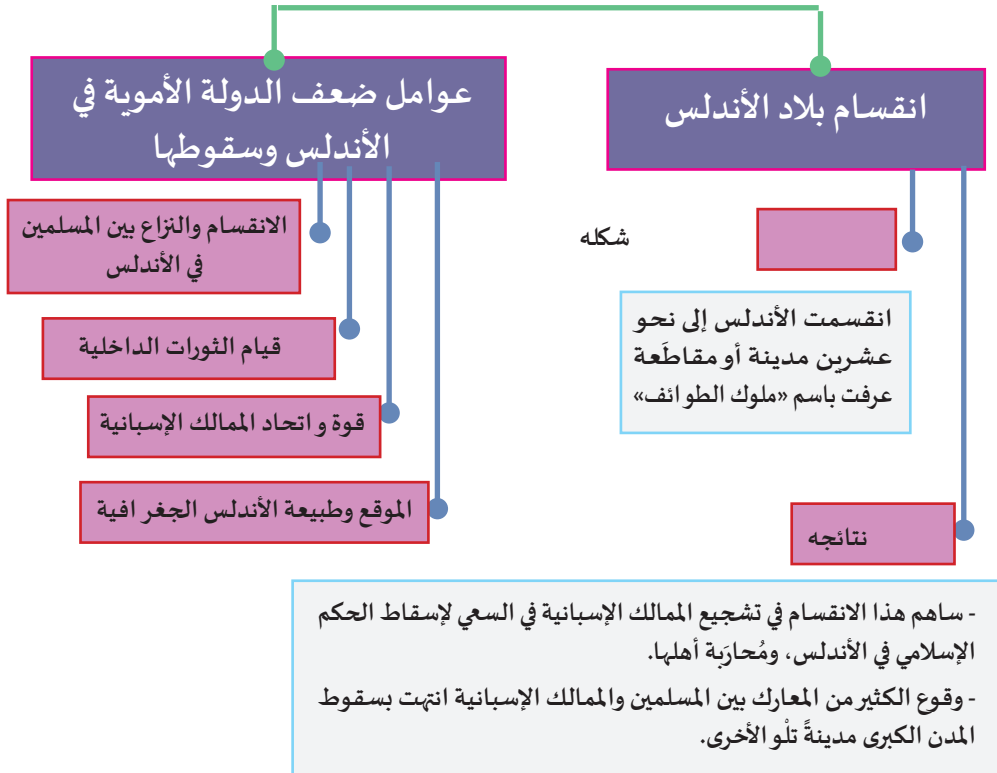 انقسام بلاد الأندلس
شكله
انقسمت الأندلس إلى نحو
عشرين مدينة أو مقاطَعة
عرفت باسم «ملوك الطوائف»
نتائجه
- ساهم هذا الانقسام في تشجيع الممالك الإسبانية في السعي لإسقاط الحكم
الإسلامي في الأندلس، ومُحارَبة أهلها.
- وقوع الكثير من المعارك بين المسلمين والممالك الإسبانية انتهت بسقوط
المدن الكبرى مدينةً تلْو الأخرى.
عوامل ضعف الدولة الأموية في
الأندلس وسقوطها
الانقسام والنزاع بين المسلمين
في الأندلس
قيام الثورات الداخلية
قوة واتحاد الممالك الإسبانية
الموقع وطبيعة الأندلس الجغرافية